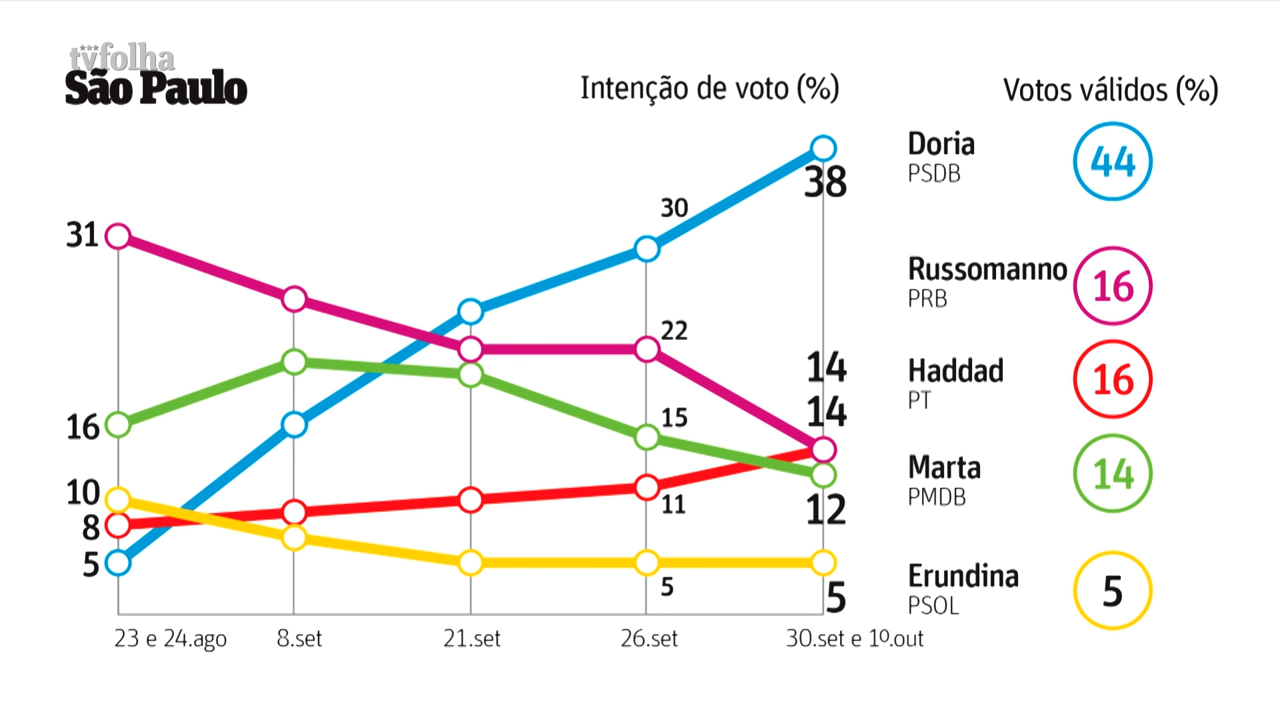 tvfolha
São Paulo
Intenção de voto (%)
Votos válidos (%)
38
30
31
22
14
14
16
15
10
11
12
8
5
5
5
23 e 24.ago
8.set
21.set
26.set
30.set e 1º.out
Doria
PSDB
44
Russomanno
PRB
16
Haddad
PT
16
Marta
PMDB
14
Erundina
PSOL
5